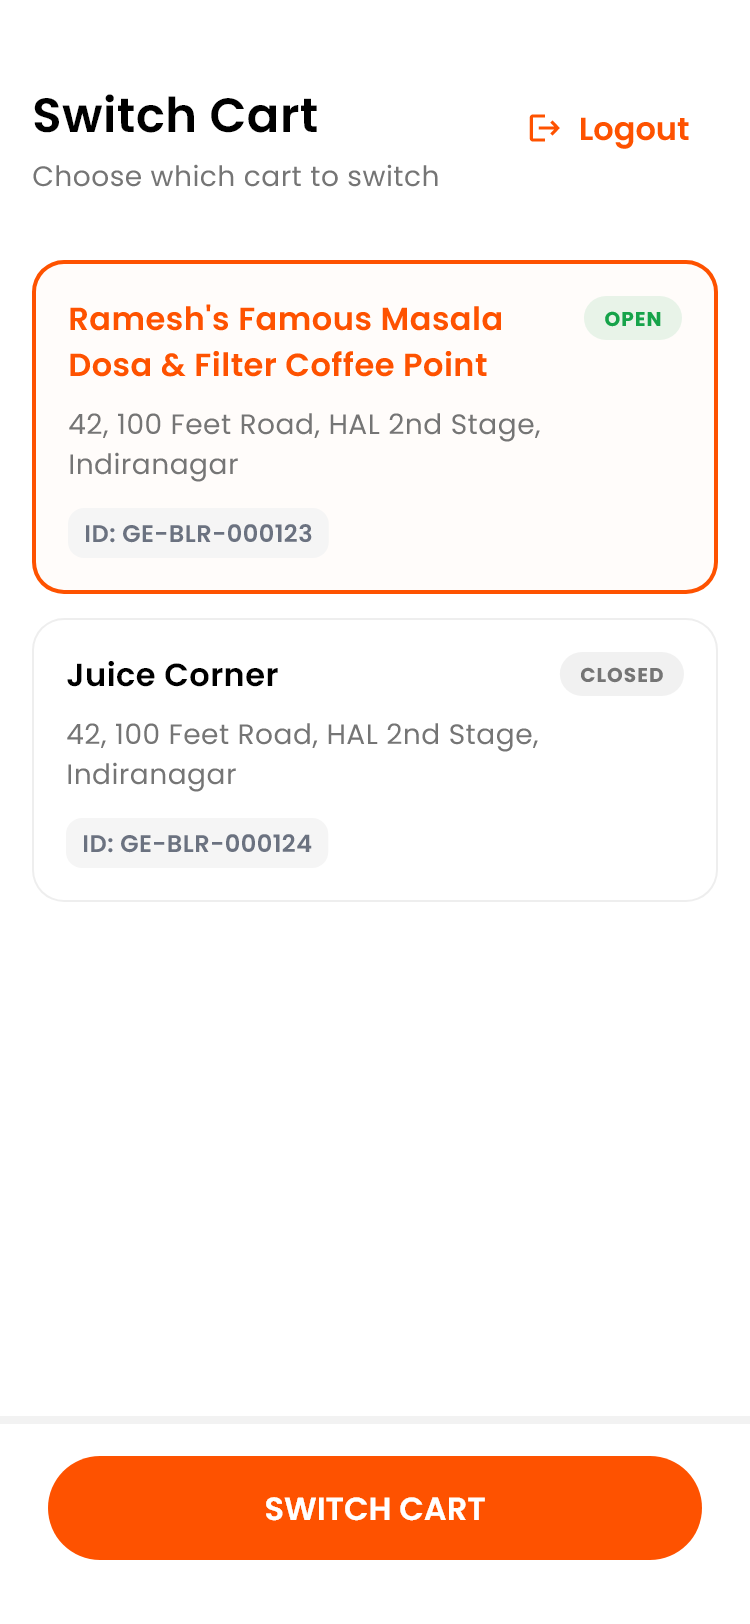 Switch Cart
Logout
Choose which cart to switch
Ramesh's Famous Masala
Dosa & Filter Coffee Point
OPEN
42, 100 Feet Road, HAL 2nd Stage,
Indiranagar
ID: GE-BLR-000123
Juice Corner
CLOSED
42, 100 Feet Road, HAL 2nd Stage,
Indiranagar
ID: GE-BLR-000124
SWITCH CART